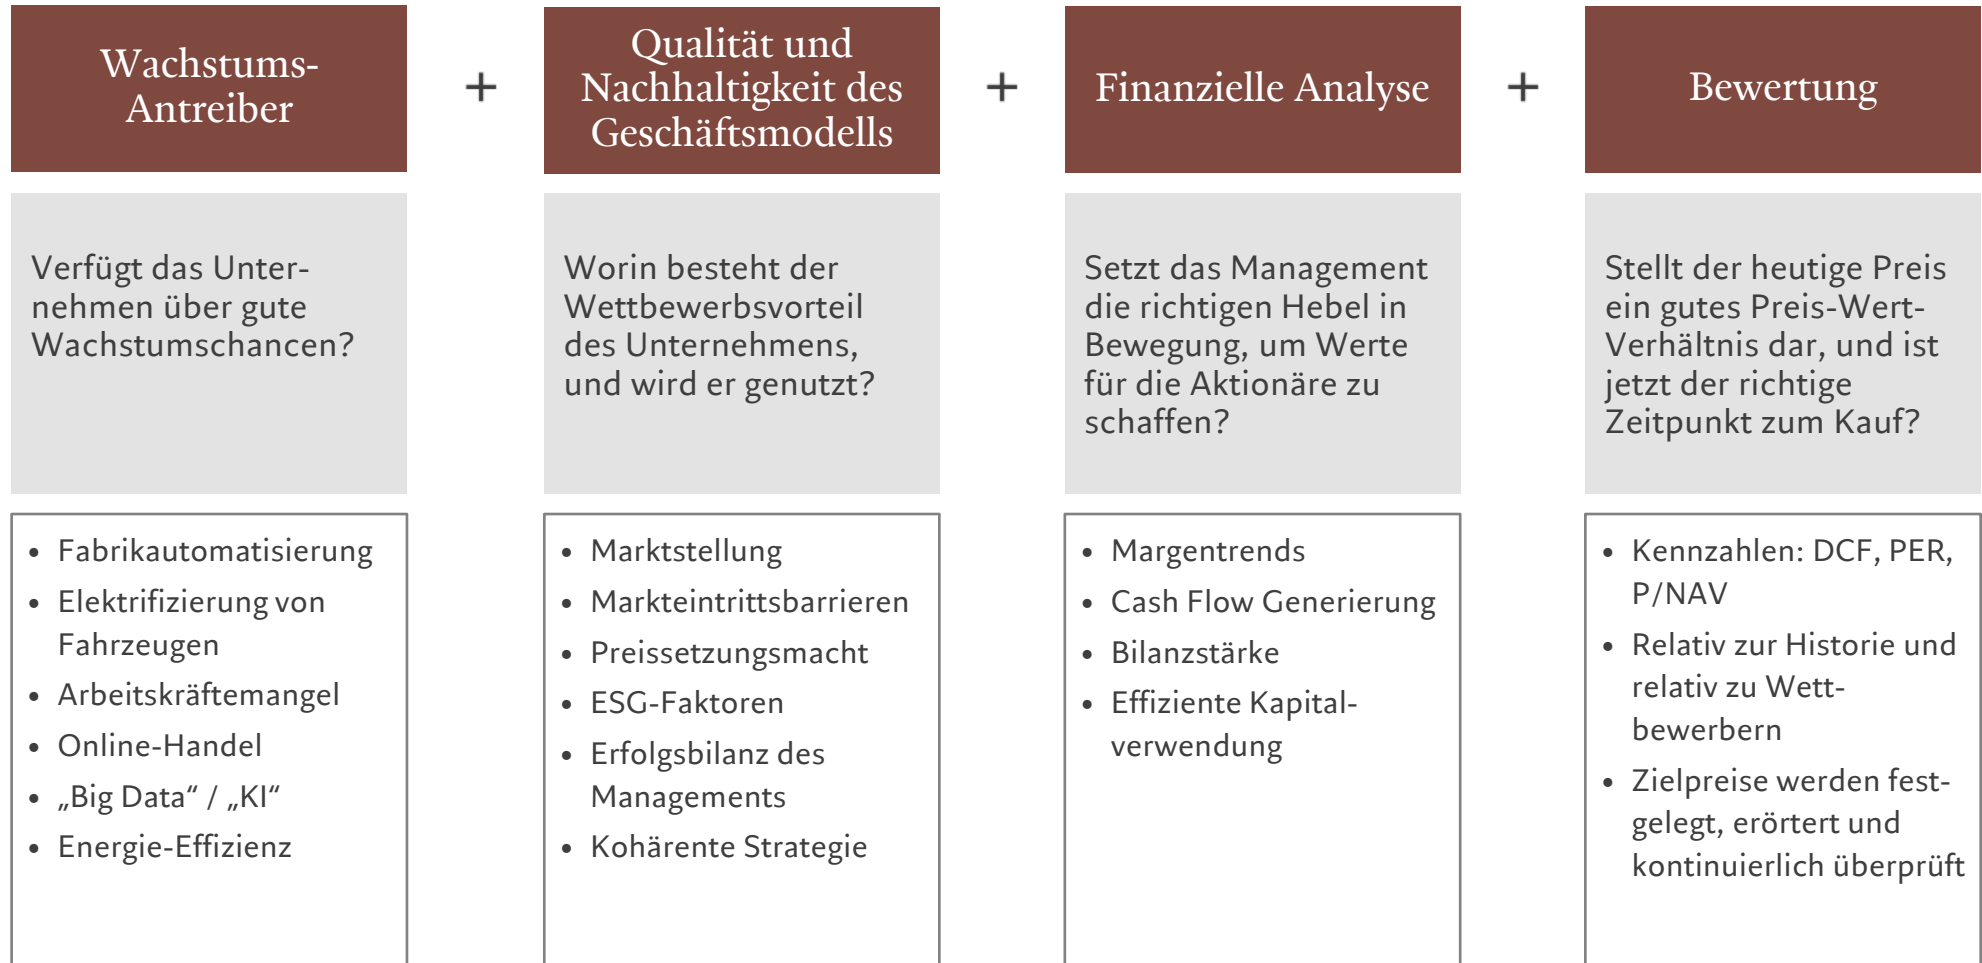 Wachstums-
Antreiber
+
Qualität und
Nachhaltigkeit des
Geschäftsmodells
+
Finanzielle Analyse
+
Bewertung
Verfügt das Unter-
nehmen über gute
Wachstumschancen?
Worin besteht der
Wettbewerbsvorteil
des Unternehmens,
und wird er genutzt?
Setzt das Management
die richtigen Hebel in
Bewegung, um Werte
für die Aktionäre zu
schaffen?
Stellt der heutige Preis
ein gutes Preis-Wert-
Verhältnis dar, und ist
jetzt der richtige
Zeitpunkt zum Kauf?
• Fabrikautomatisierung
• Elektrifizierung von
Fahrzeugen
• Arbeitskräftemangel
• Online-Handel
• „Big Data“ / „KI“
• Energie-Effizienz
• Marktstellung
• Markteintrittsbarrieren
• Preissetzungsmacht
• ESG-Faktoren
• Erfolgsbilanz des
Managements
• Kohärente Strategie
• Margentrends
• Cash Flow Generierung
• Bilanzstärke
• Effiziente Kapital-
verwendung
• Kennzahlen: DCF, PER,
P/NAV
• Relativ zur Historie und
relativ zu Wett-
bewerbern
• Zielpreise werden fest-
gelegt, erörtert und
kontinuierlich überprüft